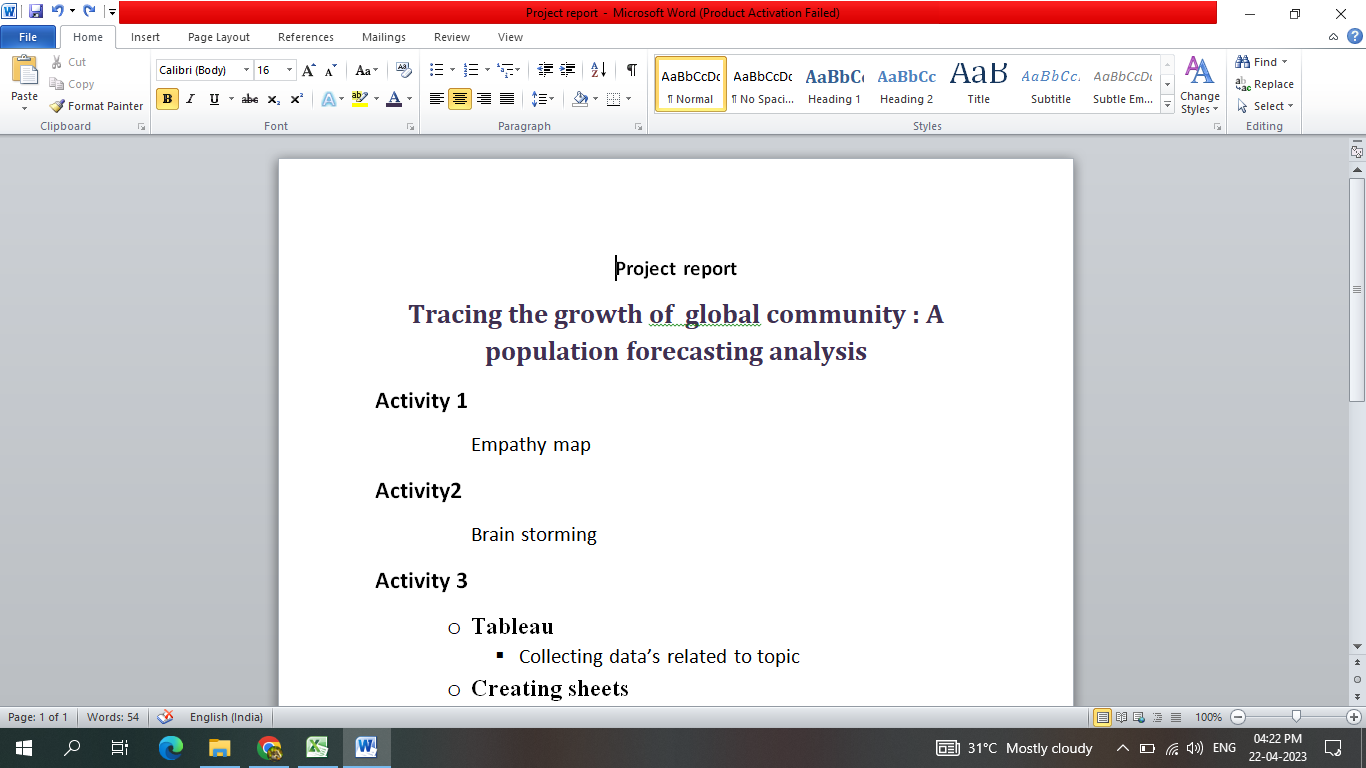 Project report - Microsoft Word (Product Activation Failed)
File Home Insert Page Layout References Mailings Review View
Paste
Cut
Copy
Format Painter
Clipboard
Calibri (Body) 16
Font
Paragraph
AaBbCcDc AaBbCcDc AaBbC AaBbCc AaB AaBbCc. AaBbCcDc
¶ Normal ¶ No Spaci... Heading 1 Heading 2 Title Subtitle Subtle Em...
Styles
Change
Styles
Find
Replace
Select
Editing
Project report
Tracing the growth of  global community : A
population forecasting analysis
Activity 1
Empathy map
Activity2
Brain storming
Activity 3
o Tableau
▪ Collecting data’s related to topic
o Creating sheets
Page: 1 of 1 Words: 54 English (India) 100%
31°C Mostly cloudy ENG
04:22 PM
22-04-2023